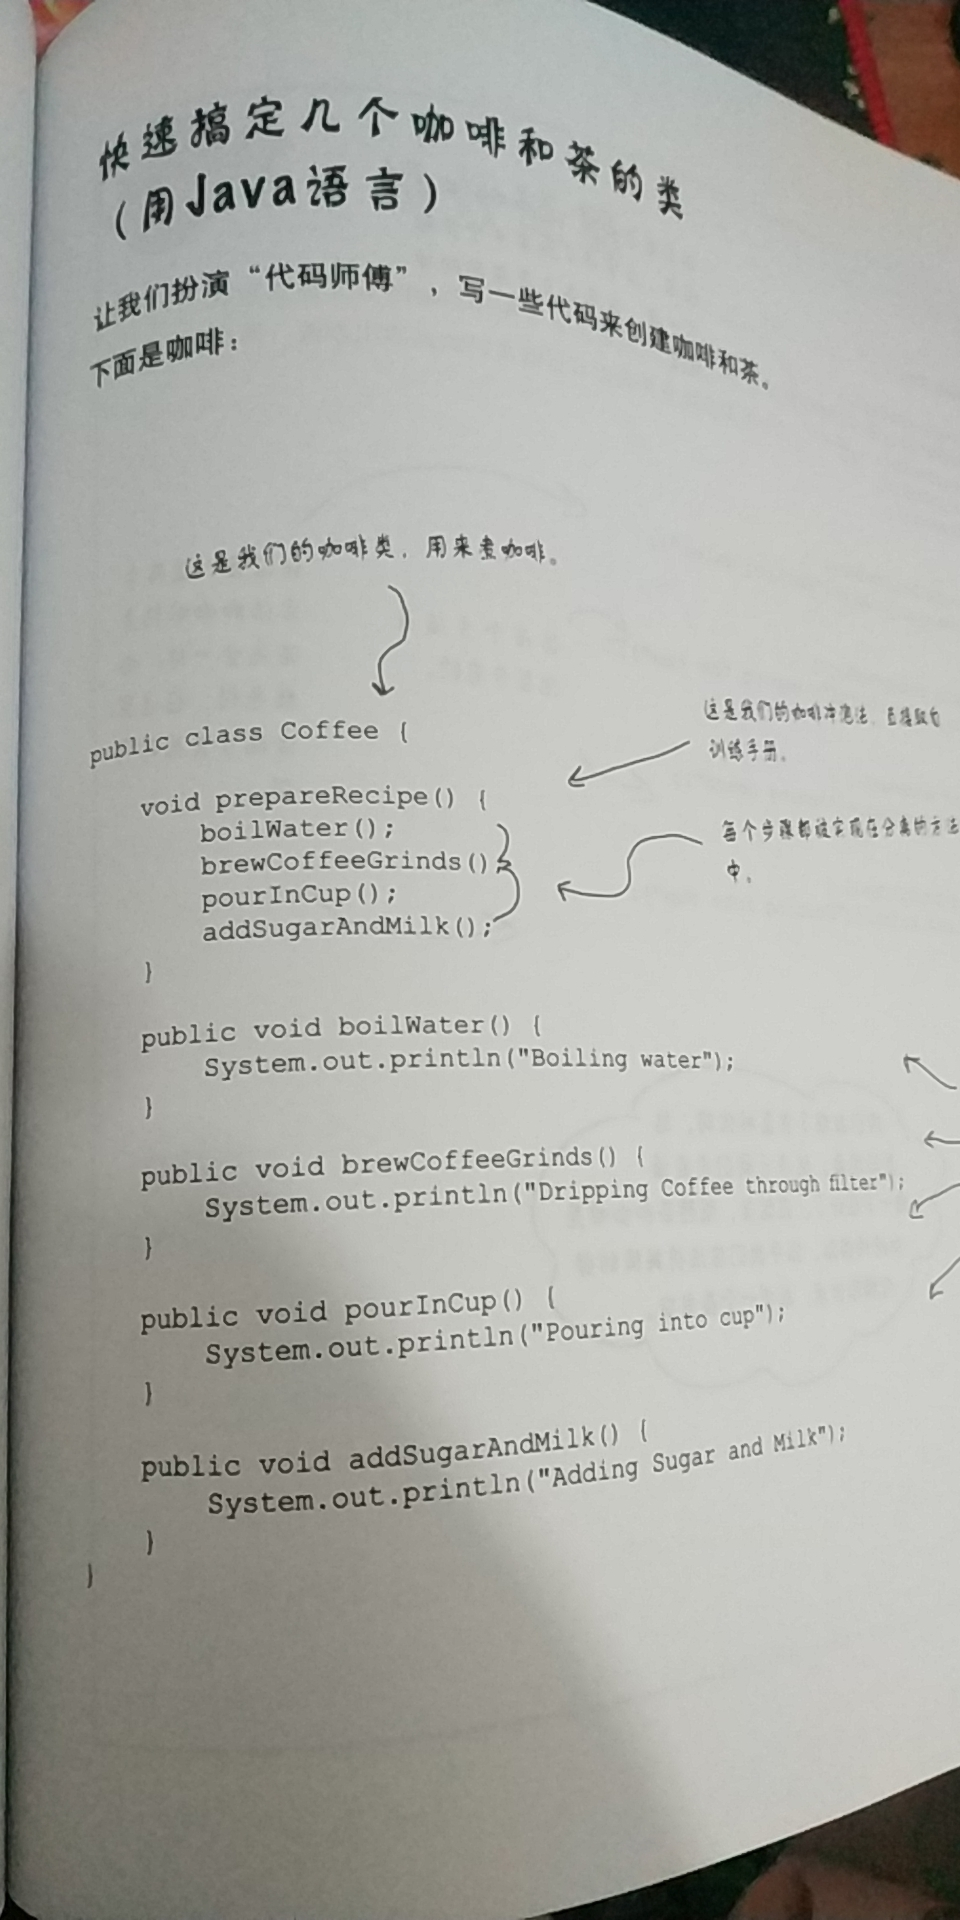 快速搞定几个咖啡和茶的类
（用Java语言）
让我们扮演“代码师傅”，写一些代码来创建咖啡和茶。
下面是咖啡：
这是我们的咖啡类，用来煮咖啡。
public class Coffee {
这是我们的咖啡冲泡法，直接取自
训练手册。
void prepareRecipe() {
boilWater();
brewCoffeeGrinds();
pourInCup();
addSugarAndMilk();
每个步骤都被实现在分离的方法
中。
}
public void boilWater() {
System.out.println("Boiling water");
}
public void brewCoffeeGrinds() {
System.out.println("Dripping Coffee through filter");
}
public void pourInCup() {
System.out.println("Pouring into cup");
}
public void addSugarAndMilk() {
System.out.println("Adding Sugar and Milk");
}
}